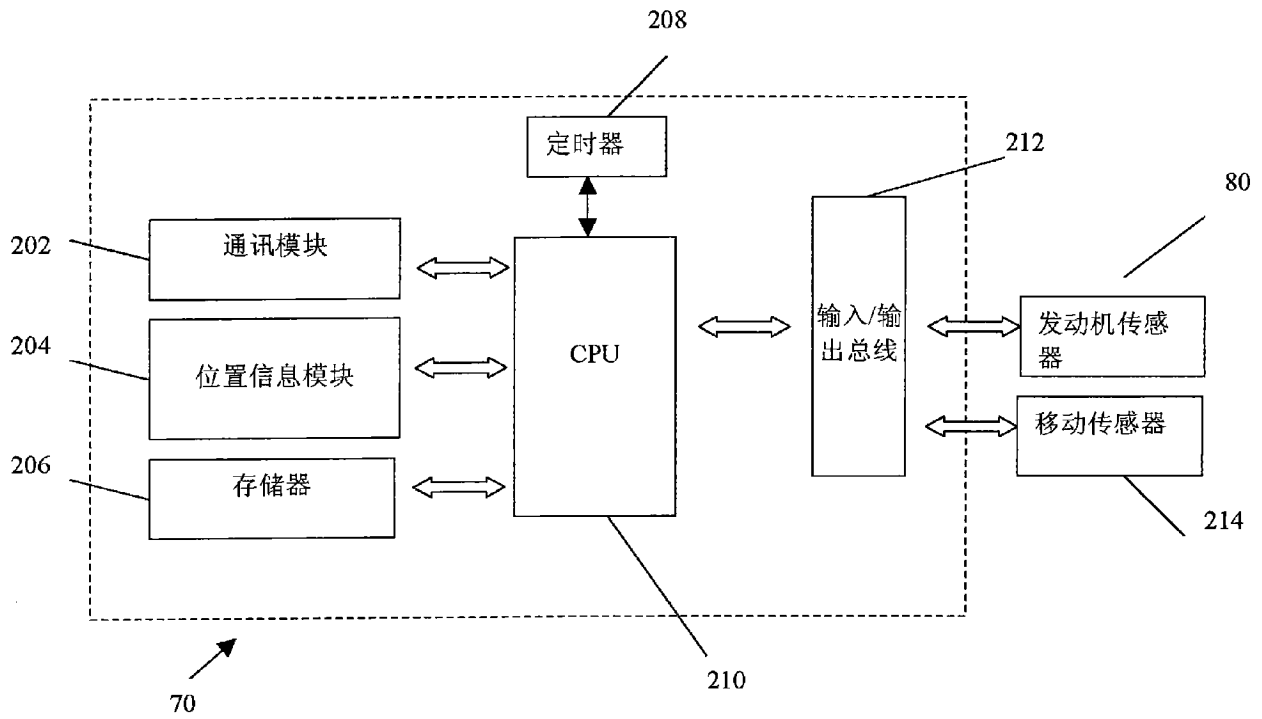 208
定时器
212
80
202
通讯模块
204
位置信息模块
206
存储器
CPU
输入/输
出总线
发动机传感
器
移动传感器
214
210
70